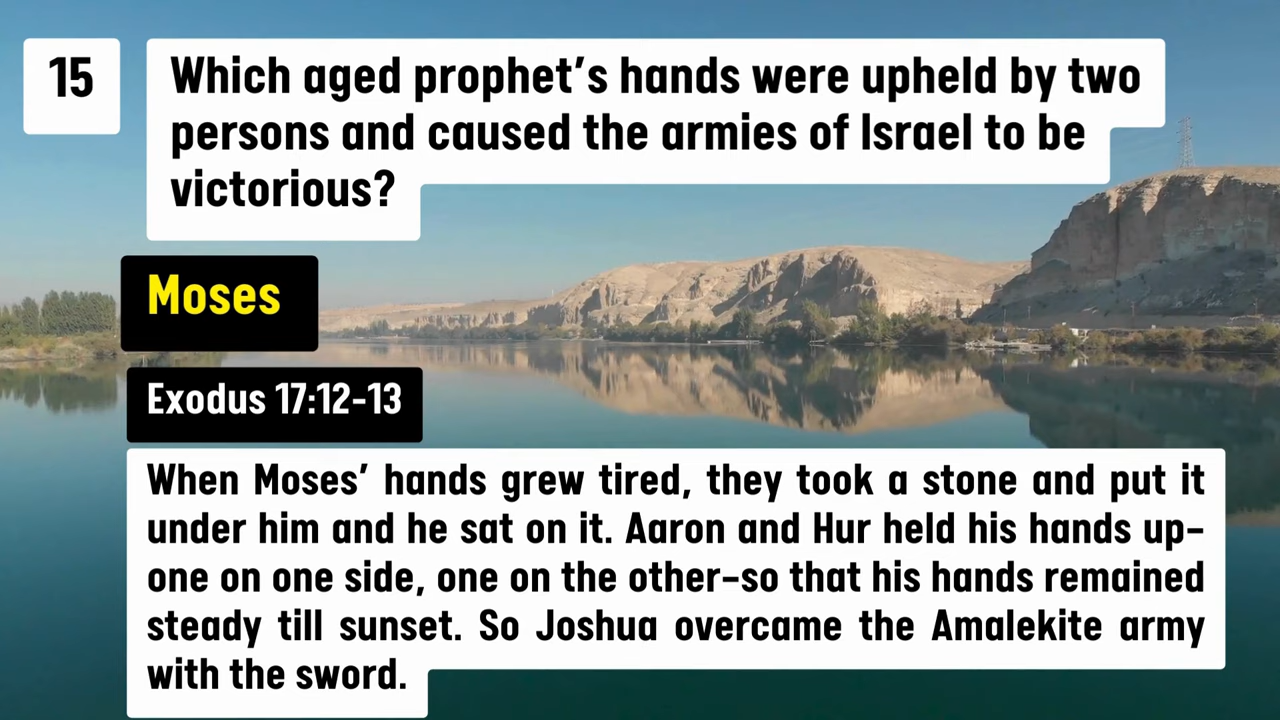 15
Which aged prophet’s hands were upheld by two
persons and caused the armies of Israel to be
victorious?
Moses
Exodus 17:12-13
When Moses’ hands grew tired, they took a stone and put it
under him and he sat on it. Aaron and Hur held his hands up–
one on one side, one on the other–so that his hands remained
steady till sunset. So Joshua overcame the Amalekite army
with the sword.